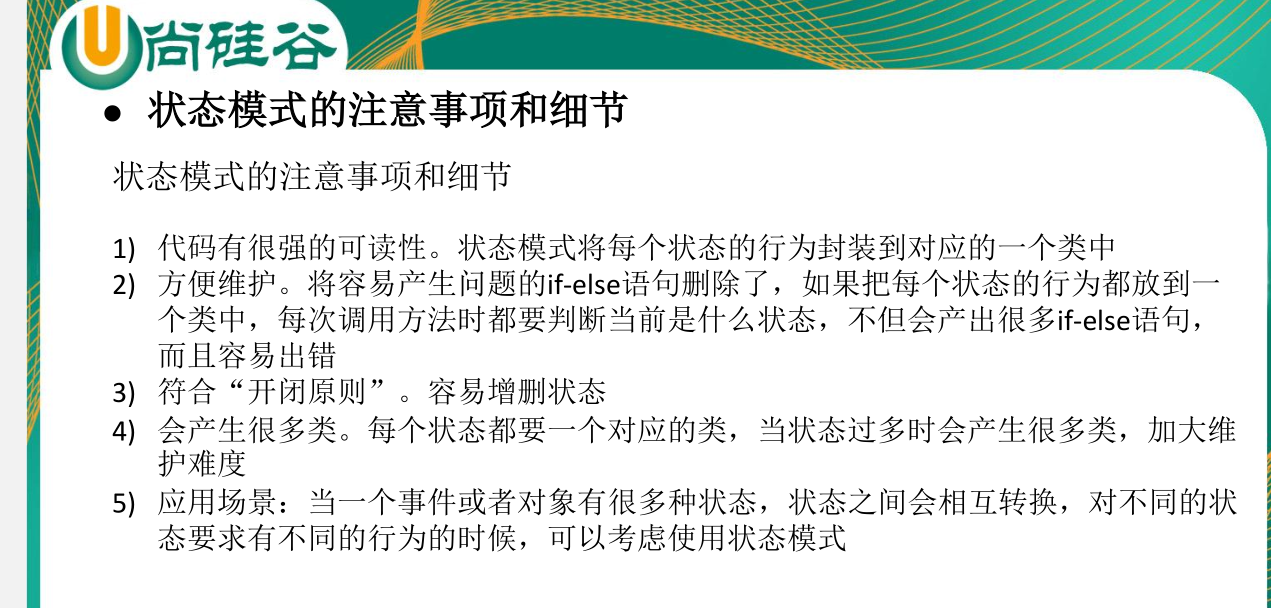 尚硅谷
● 状态模式的注意事项和细节
状态模式的注意事项和细节
1) 代码有很强的可读性。状态模式将每个状态的行为封装到对应的一个类中
2) 方便维护。将容易产生问题的if-else语句删除了，如果把每个状态的行为都放到一
个类中，每次调用方法时都要判断当前是什么状态，不但会产出很多if-else语句，
而且容易出错
3) 符合“开闭原则”。容易增删状态
4) 会产生很多类。每个状态都要一个对应的类，当状态过多时会产生很多类，加大维
护难度
5) 应用场景：当一个事件或者对象有很多种状态，状态之间会相互转换，对不同的状
态要求有不同的行为的时候，可以考虑使用状态模式